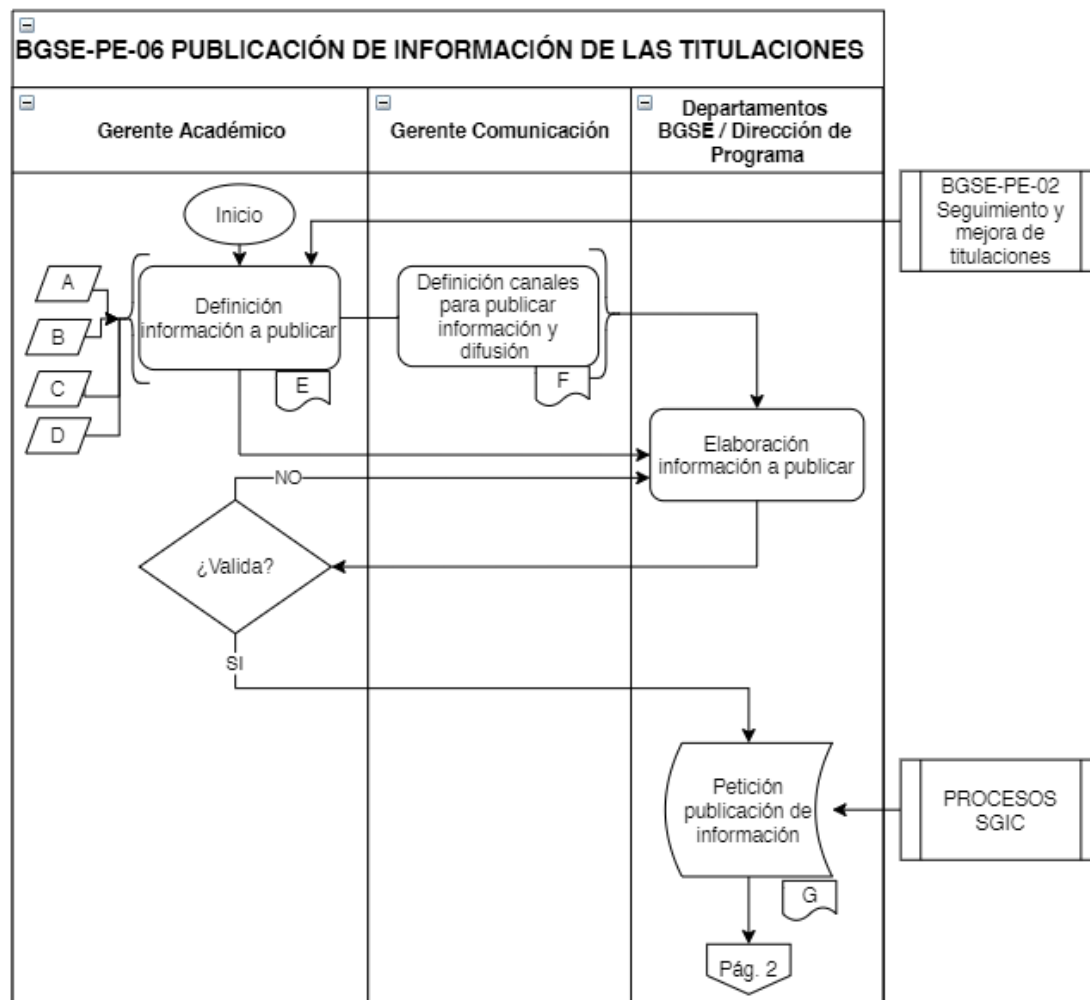 BGSE-PE-06 PUBLICACIÓN DE INFORMACIÓN DE LAS TITULACIONES
Gerente Académico
Gerente Comunicación
Departamentos
BGSE / Dirección de
Programa
BGSE-PE-02
Seguimiento y
mejora de
titulaciones
Inicio
A
B
C
D
Definición
información a publicar
E
Definición canales
para publicar
información y
difusión
F
Elaboración
información a publicar
NO
¿Valida?
SI
Petición
publicación de
información
G
PROCESOS
SGIC
Pág. 2